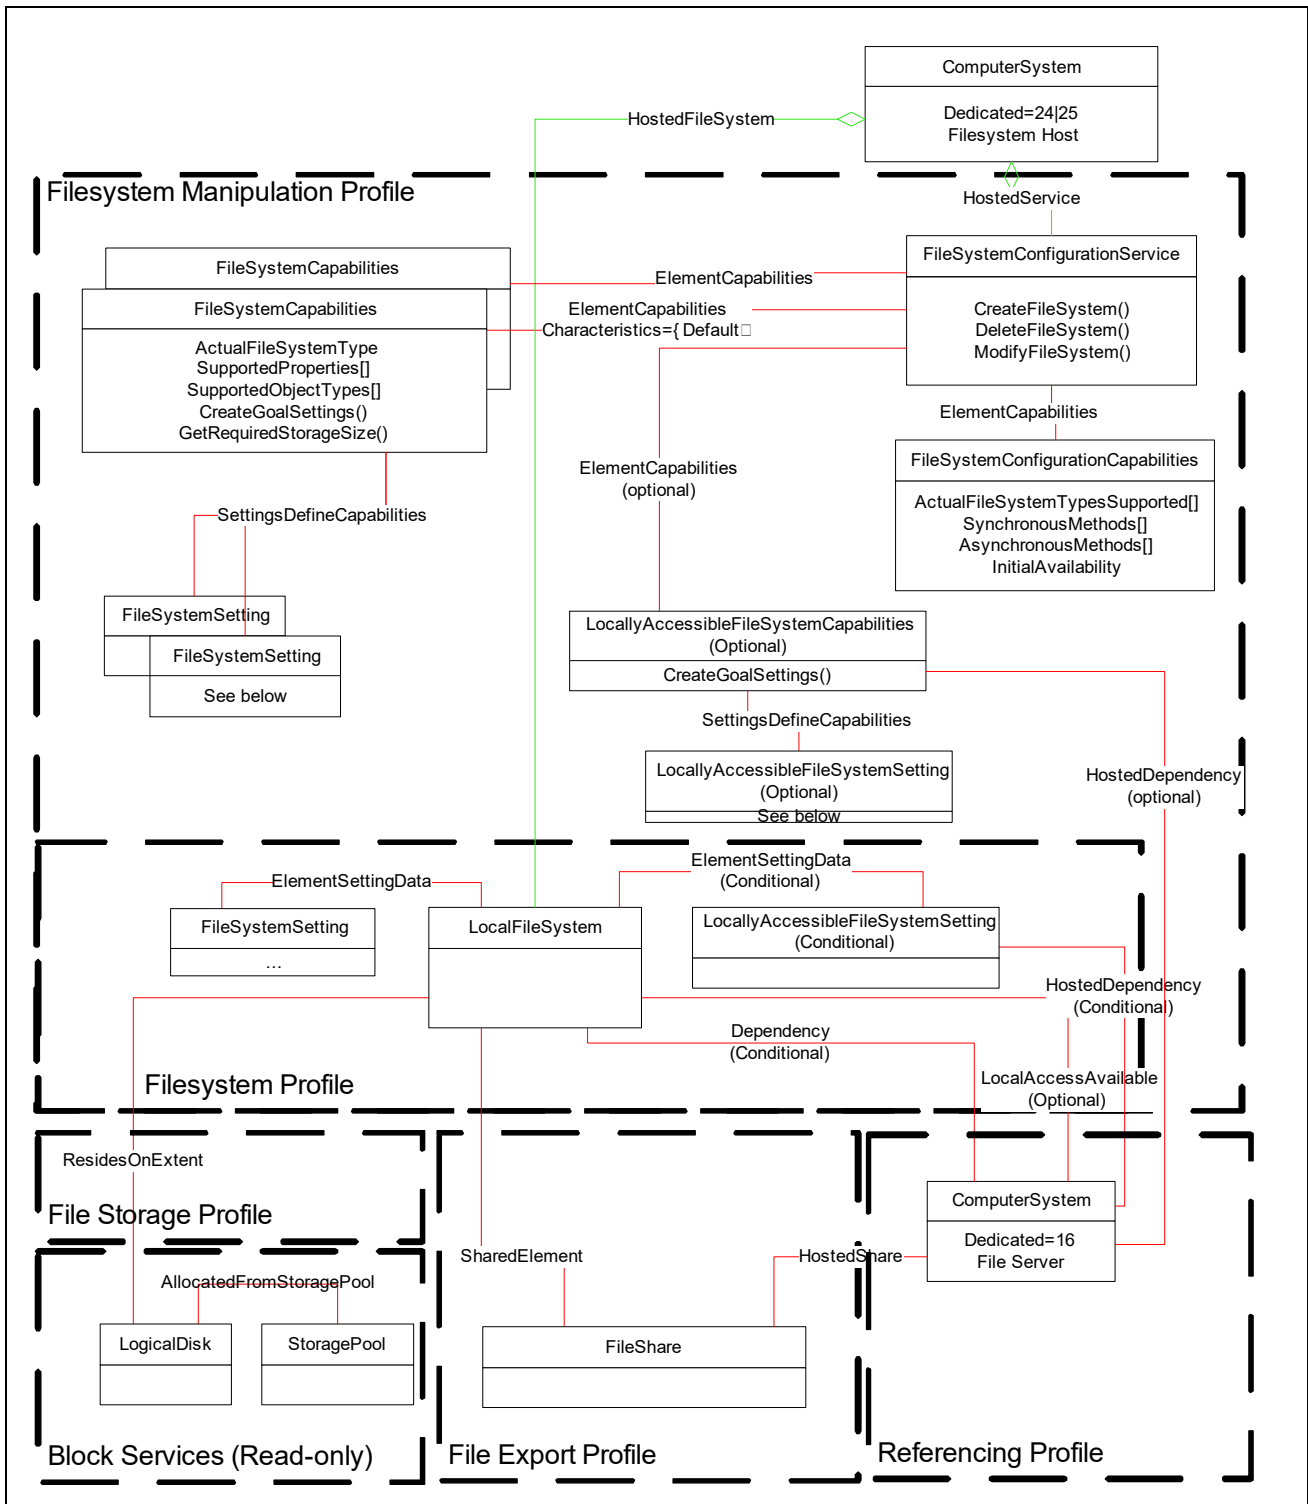 ComputerSystem
Dedicated=24|25
Filesystem Host
HostedFileSystem
Filesystem Manipulation Profile
HostedService
FileSystemConfigurationService
CreateFileSystem()
DeleteFileSystem()
ModifyFileSystem()
FileSystemCapabilities
ElementCapabilities
FileSystemCapabilities
ActualFileSystemType
SupportedProperties[]
SupportedObjectTypes[]
CreateGoalSettings()
GetRequiredStorageSize()
ElementCapabilities
Characteristics={ Default□
ElementCapabilities
FileSystemConfigurationCapabilities
ActualFileSystemTypesSupported[]
SynchronousMethods[]
AsynchronousMethods[]
InitialAvailability
ElementCapabilities
(optional)
SettingsDefineCapabilities
FileSystemSetting
FileSystemSetting
See below
LocallyAccessibleFileSystemCapabilities
(Optional)
CreateGoalSettings()
SettingsDefineCapabilities
LocallyAccessibleFileSystemSetting
(Optional)
See below
HostedDependency
(optional)
ElementSettingData
FileSystemSetting
...
LocalFileSystem
ElementSettingData
(Conditional)
LocallyAccessibleFileSystemSetting
(Conditional)
HostedDependency
(Conditional)
Dependency
(Conditional)
LocalAccessAvailable
(Optional)
Filesystem Profile
ResidesOnExtent
File Storage Profile
ComputerSystem
Dedicated=16
File Server
SharedElement
HostedShare
AllocatedFromStoragePool
LogicalDisk
StoragePool
FileShare
Block Services (Read-only)
File Export Profile
Referencing Profile